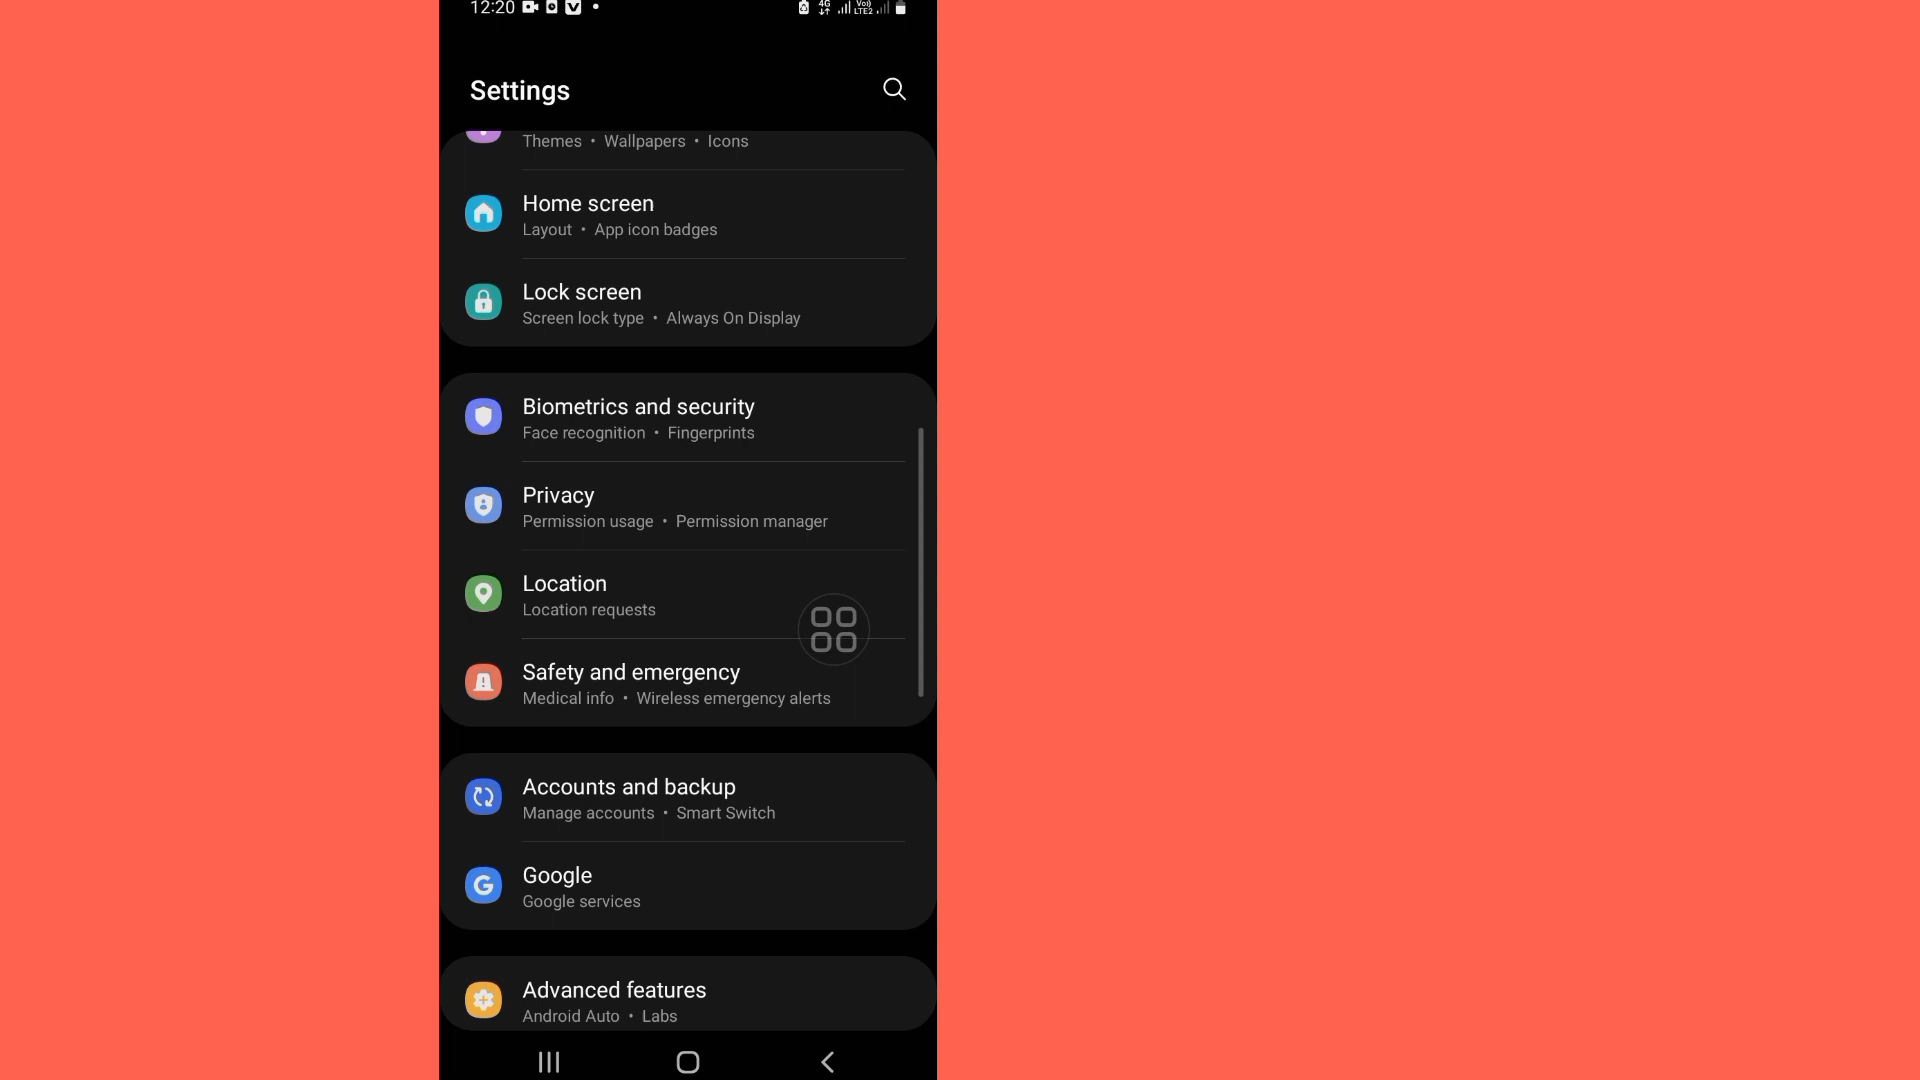 12:20 4G Vo) LTE2
Settings
Themes • Wallpapers • Icons
Home screen
Layout • App icon badges
Lock screen
Screen lock type • Always On Display
Biometrics and security
Face recognition • Fingerprints
Privacy
Permission usage • Permission manager
Location
Location requests
Safety and emergency
Medical info • Wireless emergency alerts
Accounts and backup
Manage accounts • Smart Switch
Google
Google services
Advanced features
Android Auto • Labs